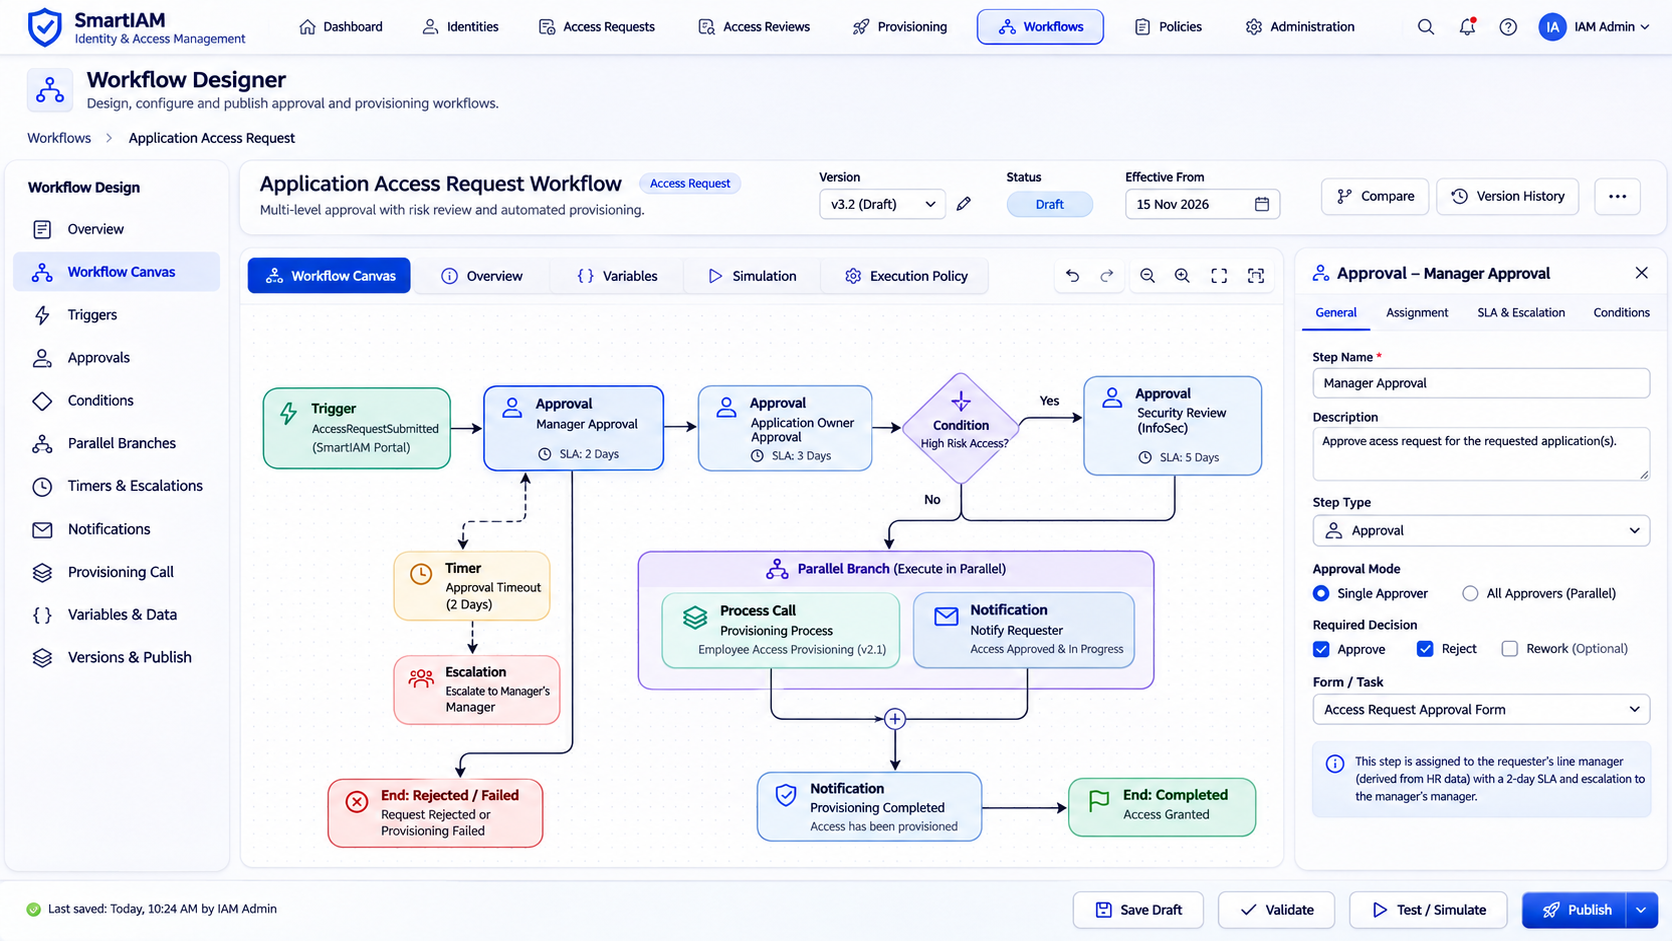 SmartIAM
Identity & Access Management
Dashboard
Identities
Access Requests
Access Reviews
Provisioning
Workflows
Policies
Administration
IA
IAM Admin
Workflow Designer
Design, configure and publish approval and provisioning workflows.
Workflows > Application Access Request
Workflow Design
Overview
Workflow Canvas
Triggers
Approvals
Conditions
Parallel Branches
Timers & Escalations
Notifications
Provisioning Call
Variables & Data
Versions & Publish
Application Access Request Workflow
Access Request
Multi-level approval with risk review and automated provisioning.
Version
v3.2 (Draft)
Status
Draft
Effective From
15 Nov 2026
Compare
Version History
Workflow Canvas
Overview
Variables
Simulation
Execution Policy
Trigger
AccessRequestSubmitted
(SmartIAM Portal)
Approval
Manager Approval
SLA: 2 Days
Approval
Application Owner
Approval
SLA: 3 Days
Condition
High Risk Access?
Yes
No
Approval
Security Review
(InfoSec)
SLA: 5 Days
Timer
Approval Timeout
(2 Days)
Escalation
Escalate to Manager's
Manager
End: Rejected / Failed
Request Rejected or
Provisioning Failed
Parallel Branch (Execute in Parallel)
Process Call
Provisioning Process
Employee Access Provisioning (v2.1)
Notification
Notify Requester
Access Approved & In Progress
Notification
Provisioning Completed
Access has been provisioned
End: Completed
Access Granted
Approval – Manager Approval
General
Assignment
SLA & Escalation
Conditions
Step Name *
Manager Approval
Description
Approve acess request for the requested application(s).
Step Type
Approval
Approval Mode
Single Approver
All Approvers (Parallel)
Required Decision
Approve
Reject
Rework (Optional)
Form / Task
Access Request Approval Form
This step is assigned to the requester's line manager
(derived from HR data) with a 2-day SLA and escalation to
the manager's manager.
Last saved: Today, 10:24 AM by IAM Admin
Save Draft
Validate
Test / Simulate
Publish